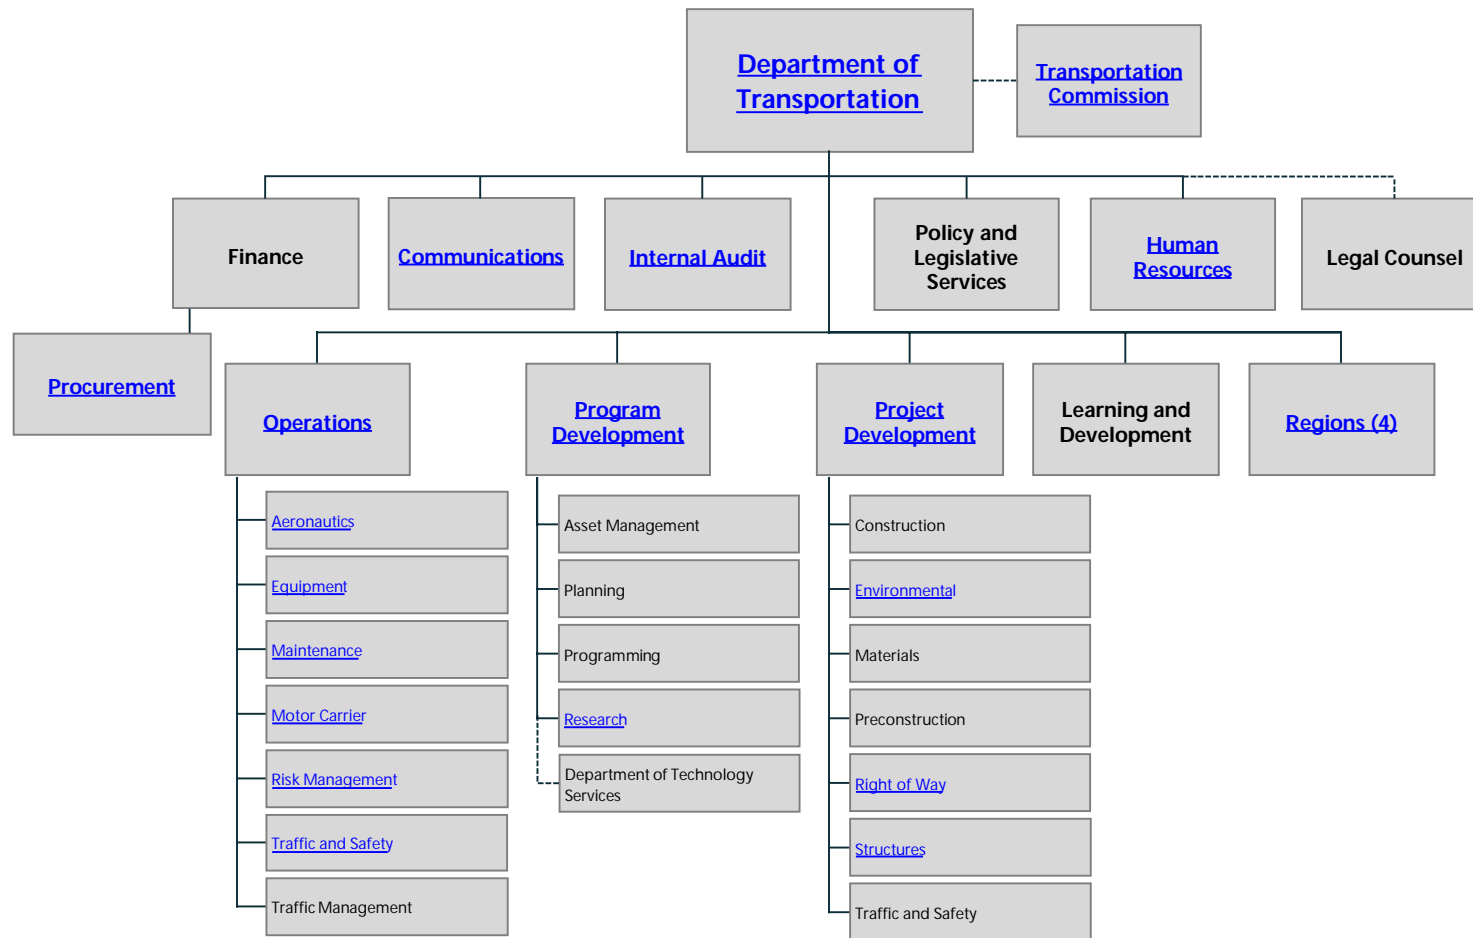 Department of
Transportation
Transportation
Commission
Finance
Communications
Internal Audit
Policy and
Legislative
Services
Human
Resources
Legal Counsel
Procurement
Operations
Program
Development
Project
Development
Learning and
Development
Regions (4)
Aeronautics
Equipment
Maintenance
Motor Carrier
Risk Management
Traffic and Safety
Traffic Management
Asset Management
Planning
Programming
Research
Department of Technology
Services
Construction
Environmental
Materials
Preconstruction
Right of Way
Structures
Traffic and Safety